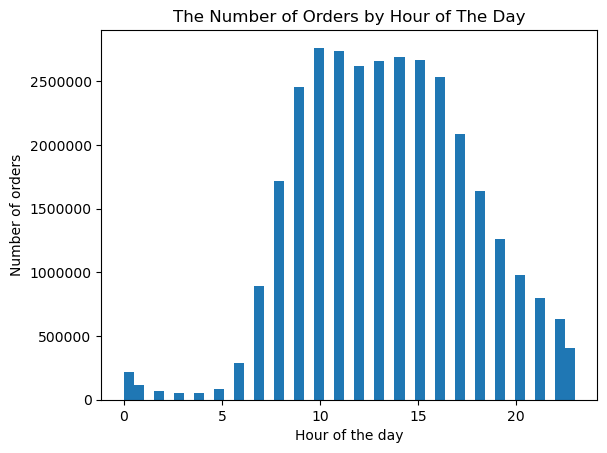 The Number of Orders by Hour of The Day
Number of orders
2500000
2000000
1500000
1000000
500000
0
0 5 10 15 20
Hour of the day